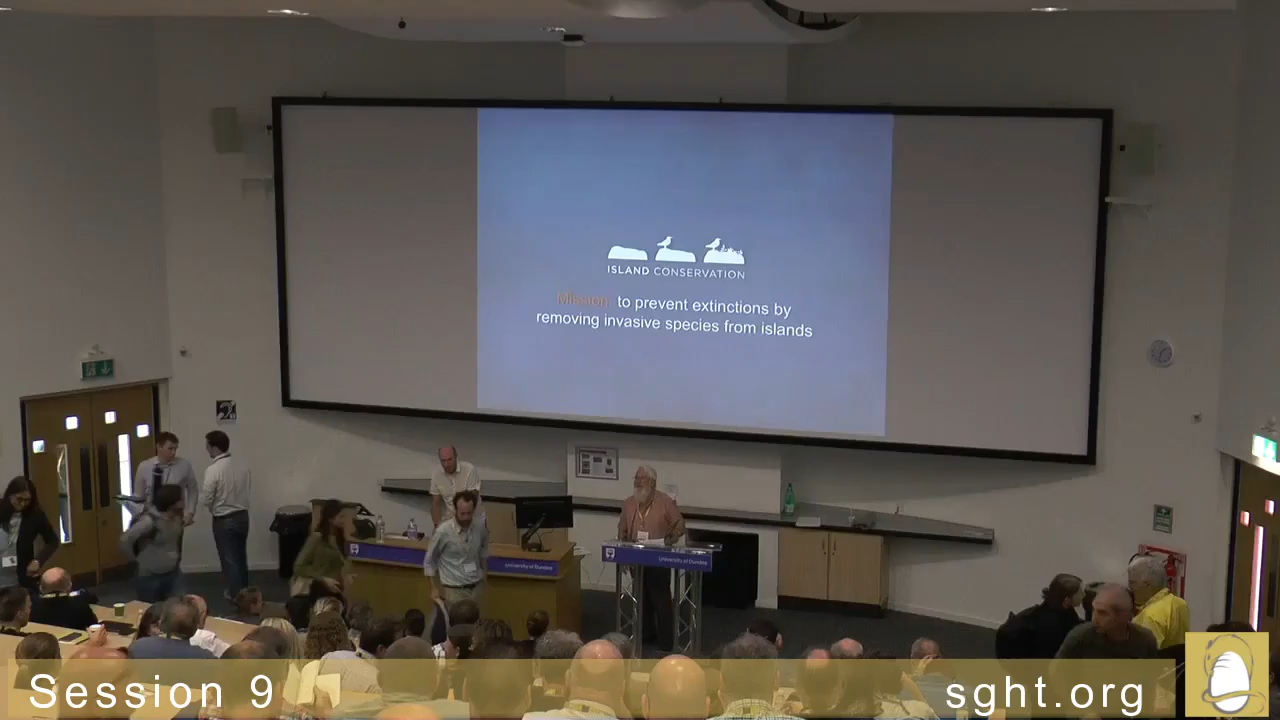 ISLAND CONSERVATION
Mission: to prevent extinctions by
removing invasive species from islands
University of Dundee
University of Dundee
Session 9
sght.org